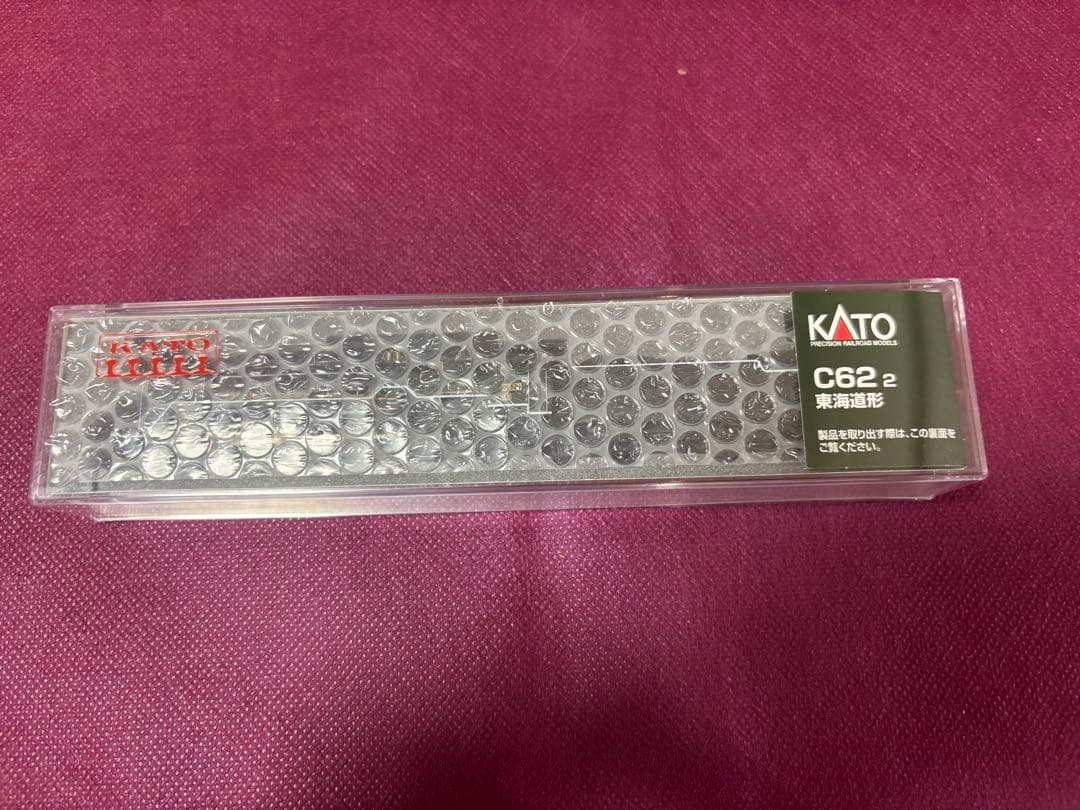 KATO
KATO
PRECISION RAILROAD MODELS
C62 2
東海道形
製品を取り出す際は、この裏面を
ご覧ください。